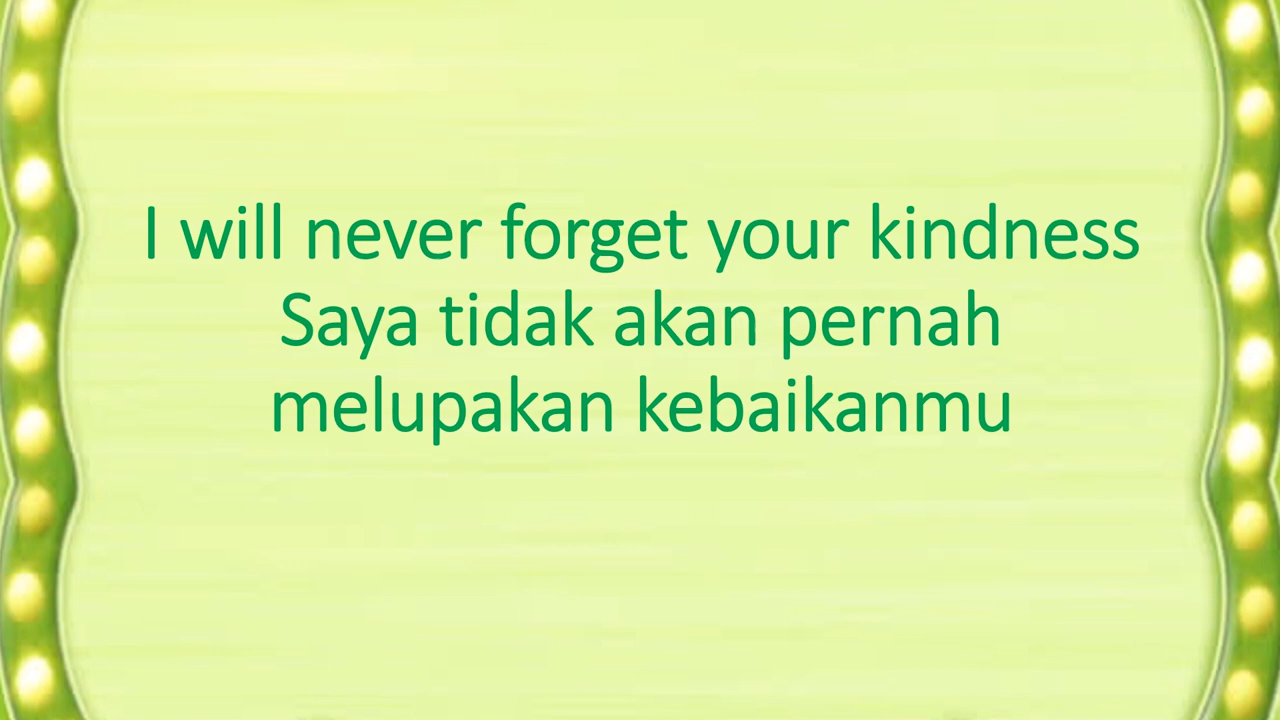 I will never forget your kindness
Saya tidak akan pernah
melupakan kebaikanmu